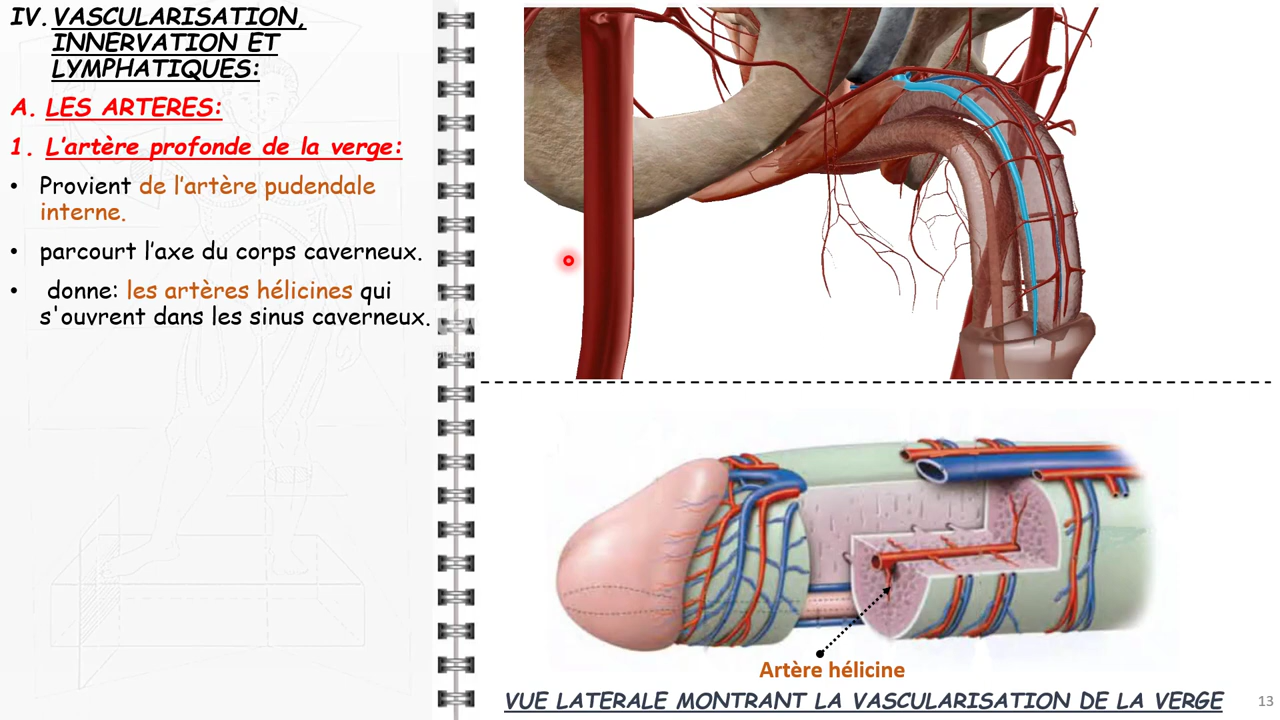 IV. VASCULARISATION,
INNERVATION ET
LYMPHATIQUES:
A. LES ARTERES:
1. L'artère profonde de la verge:
• Provient de l'artère pudendale
interne.
• parcourt l'axe du corps caverneux.
• donne: les artères hélicines qui
s'ouvrent dans les sinus caverneux.
Artère hélicine
VUE LATERALE MONTRANT LA VASCULARISATION DE LA VERGE
13